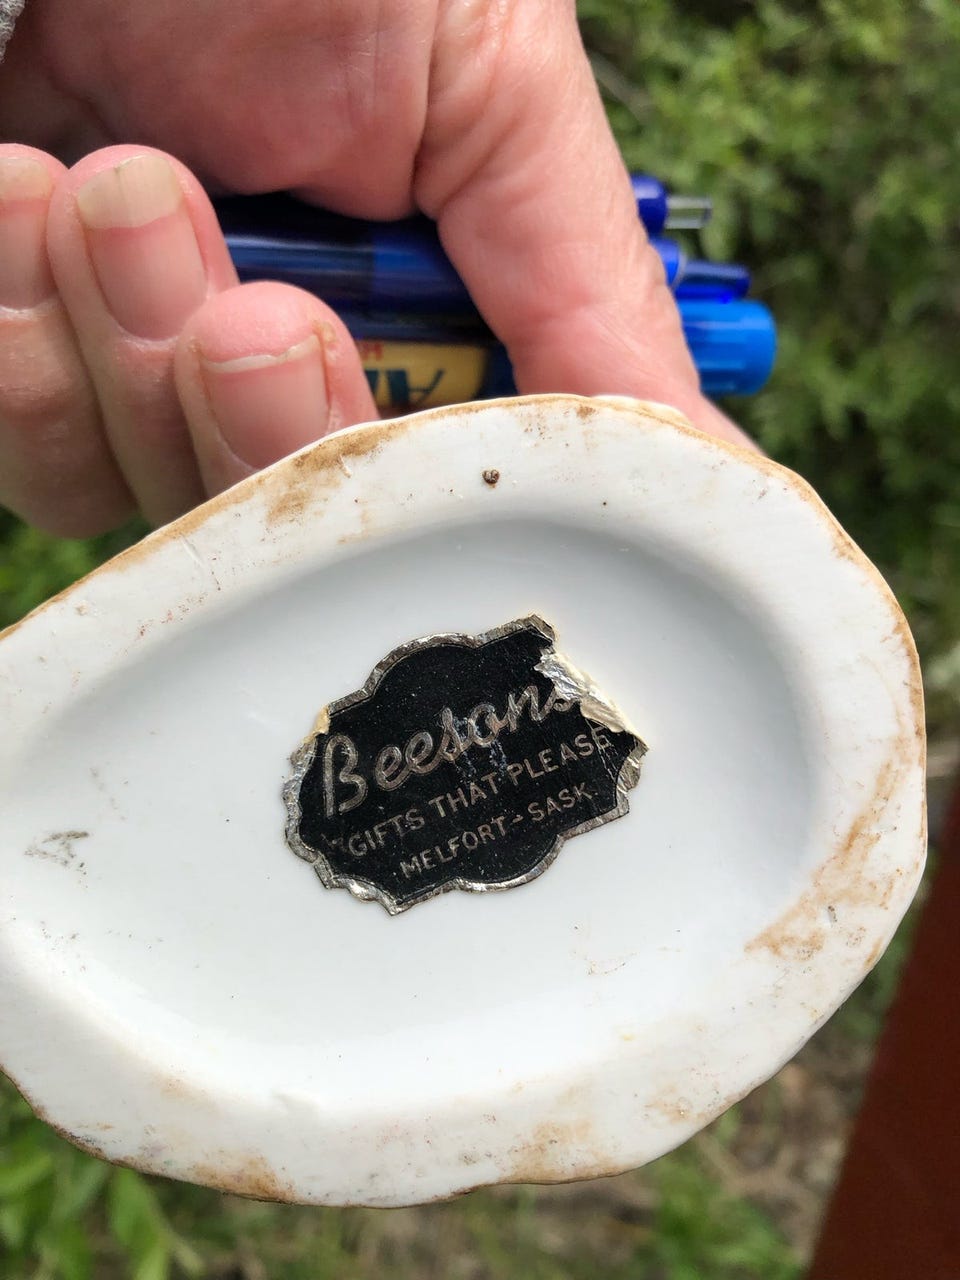 Beesons
"GIFTS THAT PLEASE
MELFORT - SASK.